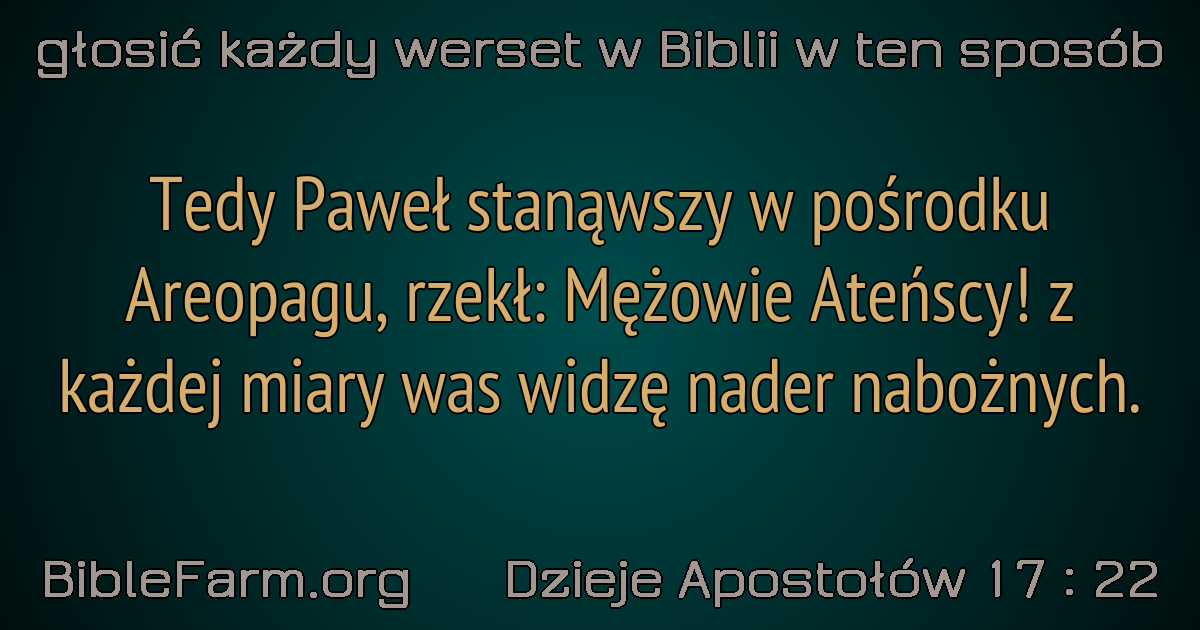 głosić każdy werset w Biblii w ten sposób
Tedy Paweł stanąwszy w pośrodku
Areopagu, rzekł: Mężowie Ateńscy! z
każdej miary was widzę nader nabożnych.
BibleFarm.org Dzieje Apostołów 17 : 22